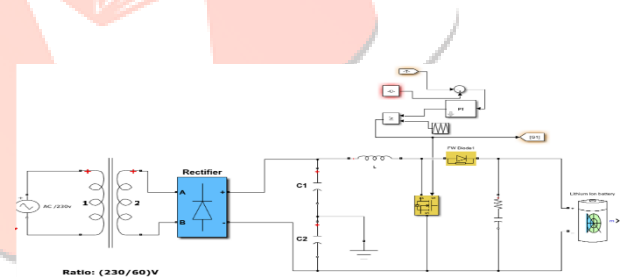 PI
FW Diode1
Rectifier
A
+
B
-
C1
C2
L
AC /230v
1
2
+
Lithium Ion battery
Ratio: (230/60)V